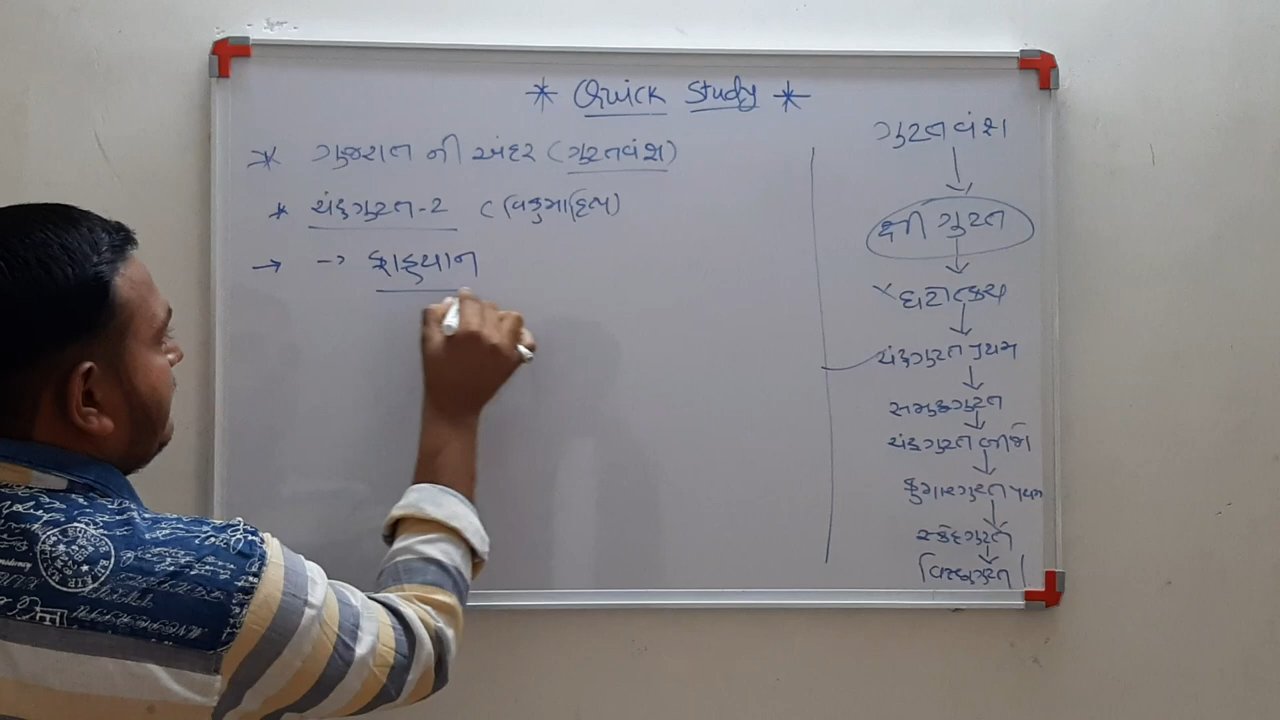 * Quick Study *
* ગુજરાત ની અંદર (ગુપ્તવંશ)
* ચંદ્રગુપ્ત-2 (વિક્રમાદિત્ય)
→ → ફાહયાન
ગુપ્તવંશ
↓
શ્રી ગુપ્ત
↓
ઘટોત્કચ
↓
ચંદ્રગુપ્ત પ્રથમ
↓
સમુદ્રગુપ્ત
↓
ચંદ્રગુપ્ત બીજો
↓
કુમારગુપ્ત પ્રથમ
↓
સ્કંદગુપ્ત
↓
વિષ્ણુગુપ્ત